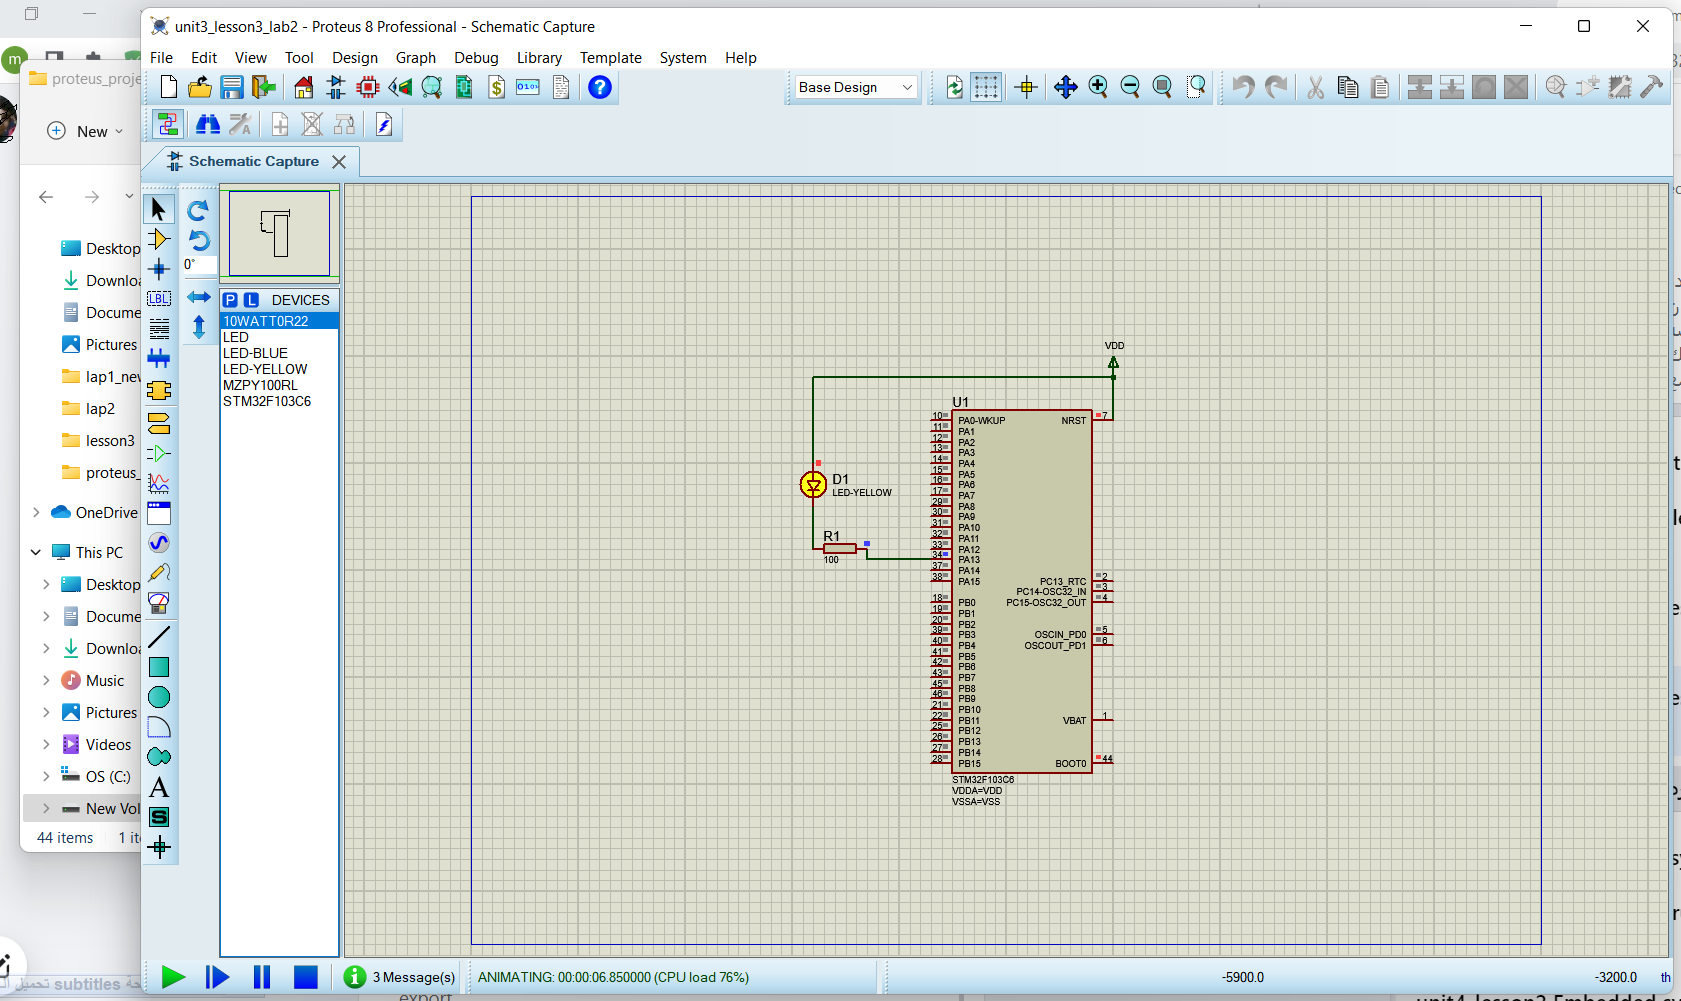 unit3_lesson3_lab2 - Proteus 8 Professional - Schematic Capture
File Edit View Tool Design Graph Debug Library Template System Help
Base Design
Schematic Capture
m
proteus_proje
New
Desktop
Downlo
Docume
Pictures
lap1_ne
lap2
lesson3
proteus_
OneDrive
This PC
Desktop
Docume
Downlo
Music
Pictures
Videos
OS (C:)
New Vol
44 items 1 it
0°
LBL
A
S
P L DEVICES
10WATT0R22
LED
LED-BLUE
LED-YELLOW
MZPY100RL
STM32F103C6
VDD
U1
10 PA0-WKUP NRST 7
11 PA1
12 PA2
13 PA3
14 PA4
15 PA5
16 PA6
17 PA7
29 PA8
30 PA9
31 PA10
32 PA11
33 PA12
34 PA13
37 PA14
38 PA15
D1
LED-YELLOW
R1
100
PC13_RTC 2
PC14-OSC32_IN 3
18 PB0 PC15-OSC32_OUT 4
19 PB1
20 PB2
39 PB3 OSCIN_PD0 5
40 PB4 OSCOUT_PD1 6
41 PB5
42 PB6
43 PB7
45 PB8
46 PB9
21 PB10
22 PB11 VBAT 1
25 PB12
26 PB13
27 PB14
28 PB15 BOOT0 44
STM32F103C6
VDDA=VDD
VSSA=VSS
3 Message(s) ANIMATING: 00:00:06.850000 (CPU load 76%) -5900.0 -3200.0 th
subtitles تحميل
export